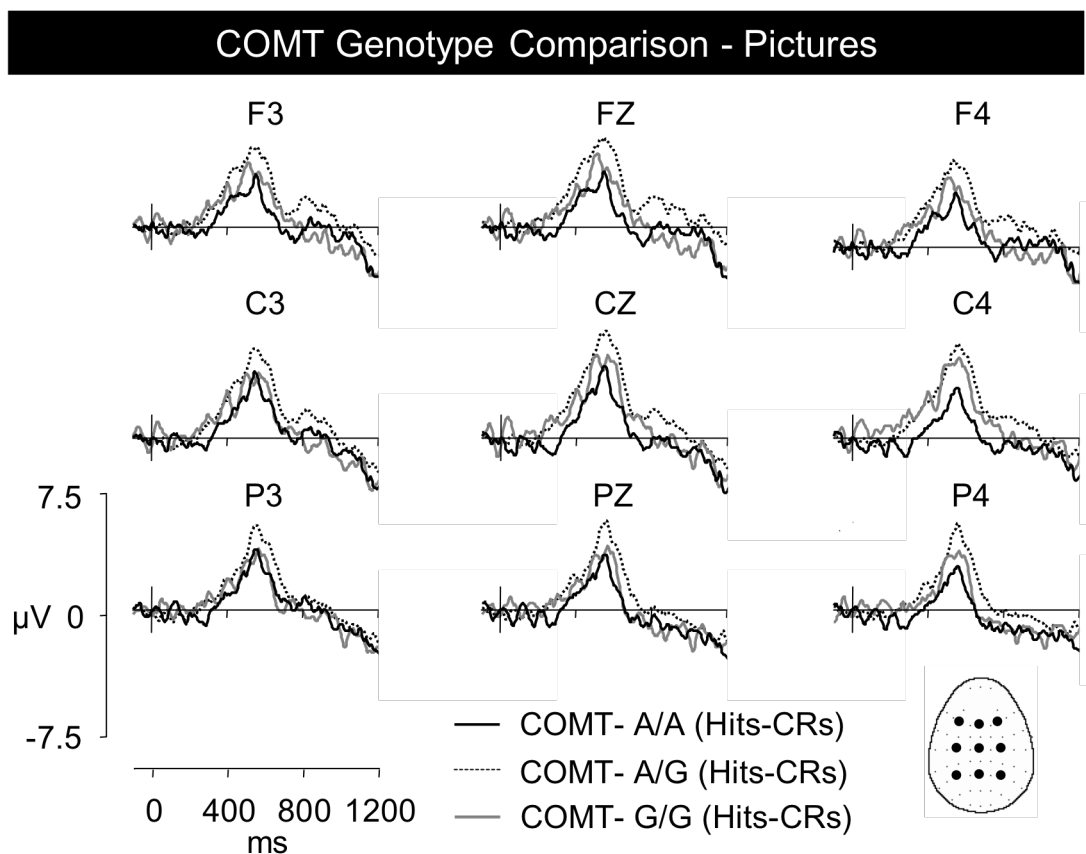 COMT Genotype Comparison - Pictures
F3 FZ F4
C3 CZ C4
7.5 P3 PZ P4
µV 0
-7.5
COMT- A/A (Hits-CRs)
COMT- A/G (Hits-CRs)
COMT- G/G (Hits-CRs)
0 400 800 1200
ms